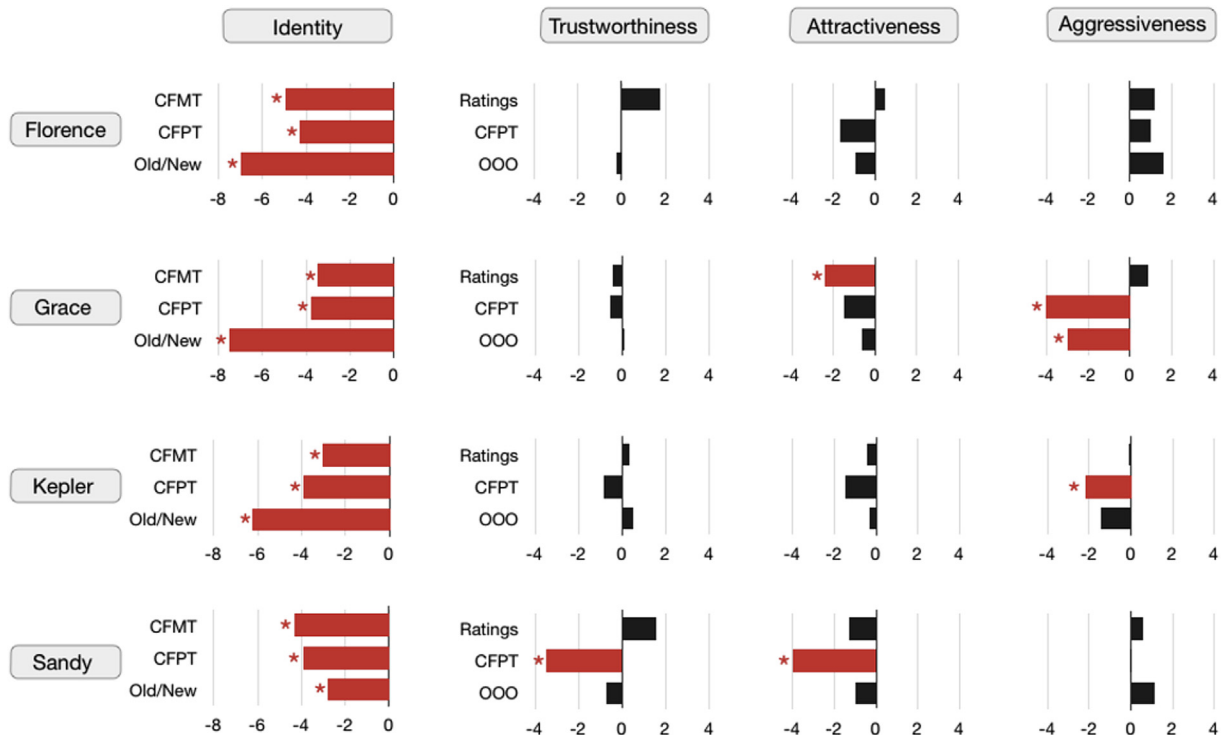 Identity Trustworthiness Attractiveness Aggressiveness
Florence
CFMT * Ratings
CFPT * CFPT
Old/New * OOO
-8 -6 -4 -2 0 -4 -2 0 2 4 -4 -2 0 2 4 -4 -2 0 2 4
Grace
CFMT * Ratings *
CFPT * CFPT *
Old/New * OOO *
-8 -6 -4 -2 0 -4 -2 0 2 4 -4 -2 0 2 4 -4 -2 0 2 4
Kepler
CFMT * Ratings
CFPT * CFPT *
Old/New * OOO
-8 -6 -4 -2 0 -4 -2 0 2 4 -4 -2 0 2 4 -4 -2 0 2 4
Sandy
CFMT * Ratings
CFPT * CFPT * *
Old/New * OOO
-8 -6 -4 -2 0 -4 -2 0 2 4 -4 -2 0 2 4 -4 -2 0 2 4